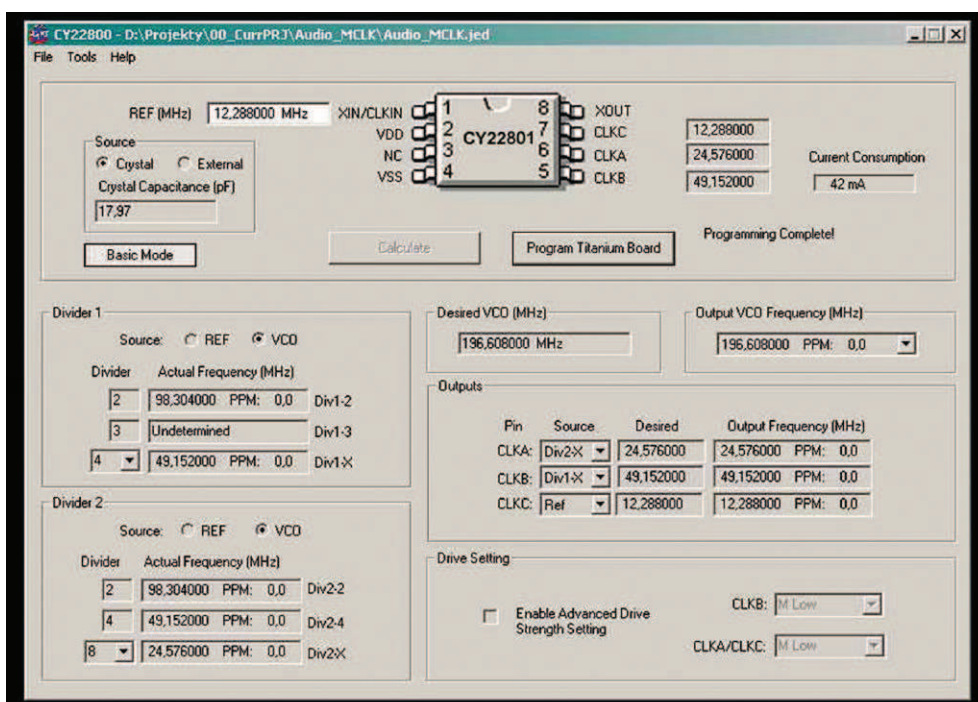 CY22800 - D:\Projekty\00_CurrPRJ\Audio_MCLK\Audio_MCLK.jed
File Tools Help
REF (MHz) 12,288000 MHz
Source
Crystal External
Crystal Capacitance (pF)
17,97
Basic Mode
XIN/CLKIN 1 8 XOUT
VDD 2 7 CLKC 12,288000
NC 3 6 CLKA 24,576000
VSS 4 5 CLKB 49,152000
CY22801
Current Consumption
42 mA
Calculate Program Titanium Board Programming Complete!
Divider 1
Source: REF VCO
Divider Actual Frequency (MHz)
2 98,304000 PPM: 0,0 Div1-2
3 Undetermined Div1-3
4 49,152000 PPM: 0,0 Div1-X
Divider 2
Source: REF VCO
Divider Actual Frequency (MHz)
2 98,304000 PPM: 0,0 Div2-2
4 49,152000 PPM: 0,0 Div2-4
8 24,576000 PPM: 0,0 Div2-X
Desired VCO (MHz)
196,608000 MHz
Output VCO Frequency (MHz)
196,608000 PPM: 0,0
Outputs
Pin Source Desired Output Frequency (MHz)
CLKA: Div2-X 24,576000 24,576000 PPM: 0,0
CLKB: Div1-X 49,152000 49,152000 PPM: 0,0
CLKC: Ref 12,288000 12,288000 PPM: 0,0
Drive Setting
Enable Advanced Drive
Strength Setting
CLKB: M Low
CLKA/CLKC: M Low